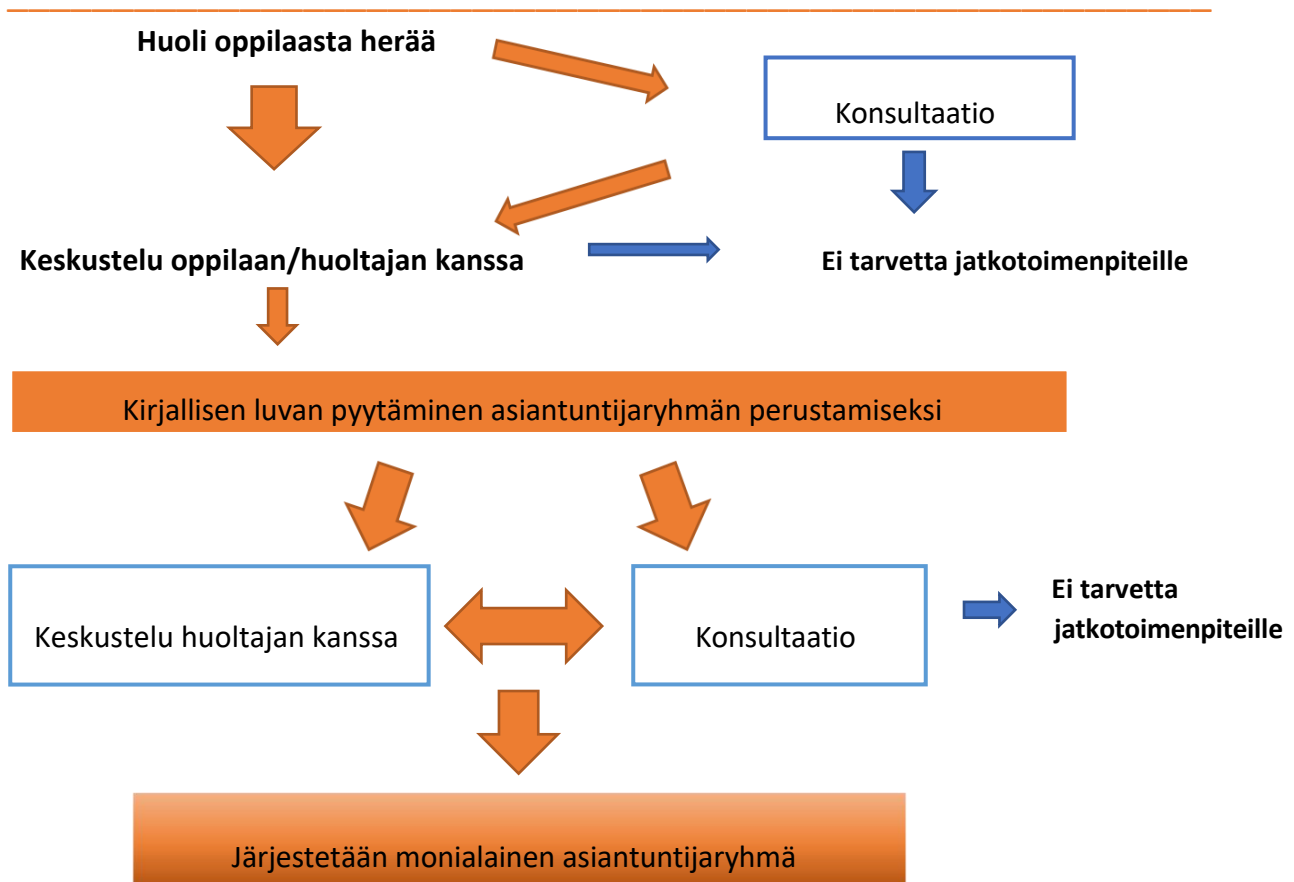 Huoli oppilaasta herää
Konsultaatio
Keskustelu oppilaan/huoltajan kanssa
Ei tarvetta jatkotoimenpiteille
Kirjallisen luvan pyytäminen asiantuntijaryhmän perustamiseksi
Keskustelu huoltajan kanssa
Konsultaatio
Ei tarvetta
jatkotoimenpiteille
Järjestetään monialainen asiantuntijaryhmä